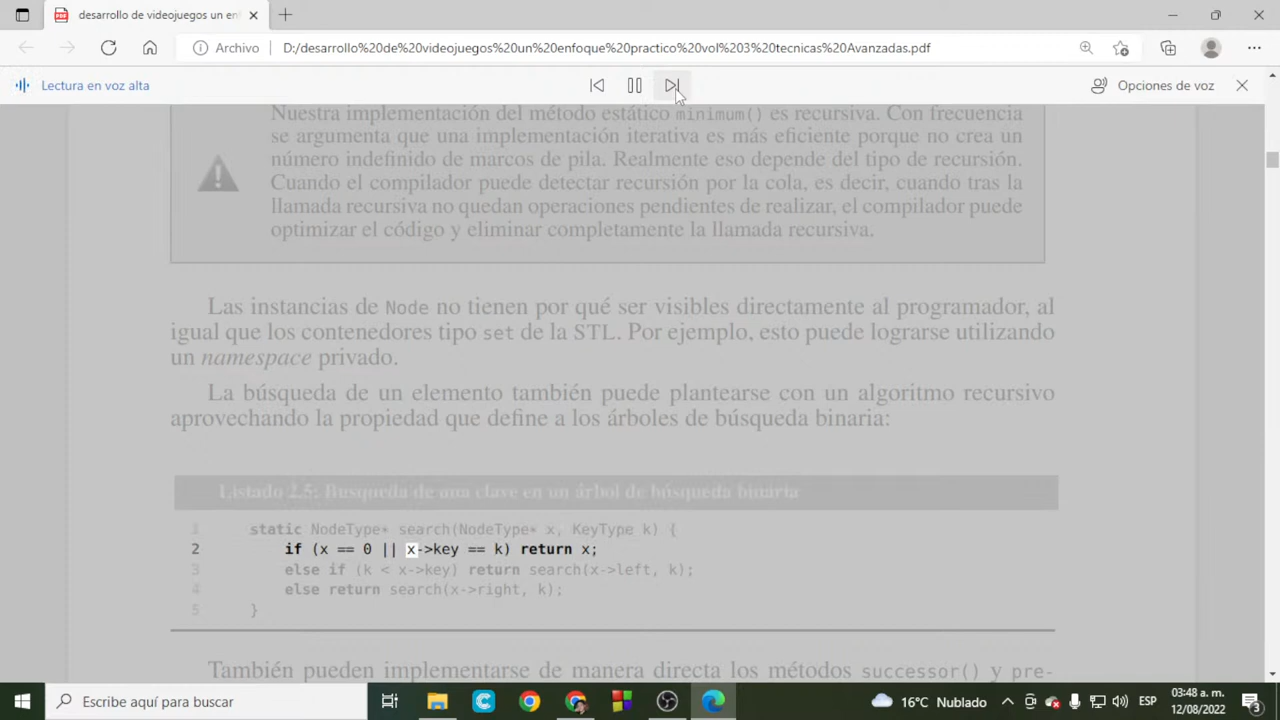 desarrollo de videojuegos un en
Archivo
D:/desarrollo%20de%20videojuegos%20un%20enfoque%20practico%20vol%203%20tecnicas%20Avanzadas.pdf
Lectura en voz alta
Opciones de voz
Nuestra implementación del método estático minimum() es recursiva. Con frecuencia
se argumenta que una implementación iterativa es más eficiente porque no crea un
número indefinido de marcos de pila. Realmente eso depende del tipo de recursión.
Cuando el compilador puede detectar recursión por la cola, es decir, cuando tras la
llamada recursiva no quedan operaciones pendientes de realizar, el compilador puede
optimizar el código y eliminar completamente la llamada recursiva.
Las instancias de Node no tienen por qué ser visibles directamente al programador, al
igual que los contenedores tipo set de la STL. Por ejemplo, esto puede lograrse utilizando
un namespace privado.
La búsqueda de un elemento también puede plantearse con un algoritmo recursivo
aprovechando la propiedad que define a los árboles de búsqueda binaria:
Listado 2.5: Busqueda de una clave en un árbol de búsqueda binaria
1 static NodeType* search(NodeType* x, KeyType k) {
2 if (x == 0 || x->key == k) return x;
3 else if (k < x->key) return search(x->left, k);
4 else return search(x->right, k);
5 }
También pueden implementarse de manera directa los métodos successor() y pre-
Escribe aquí para buscar
16°C Nublado
ESP
03:48 a. m.
12/08/2022
3